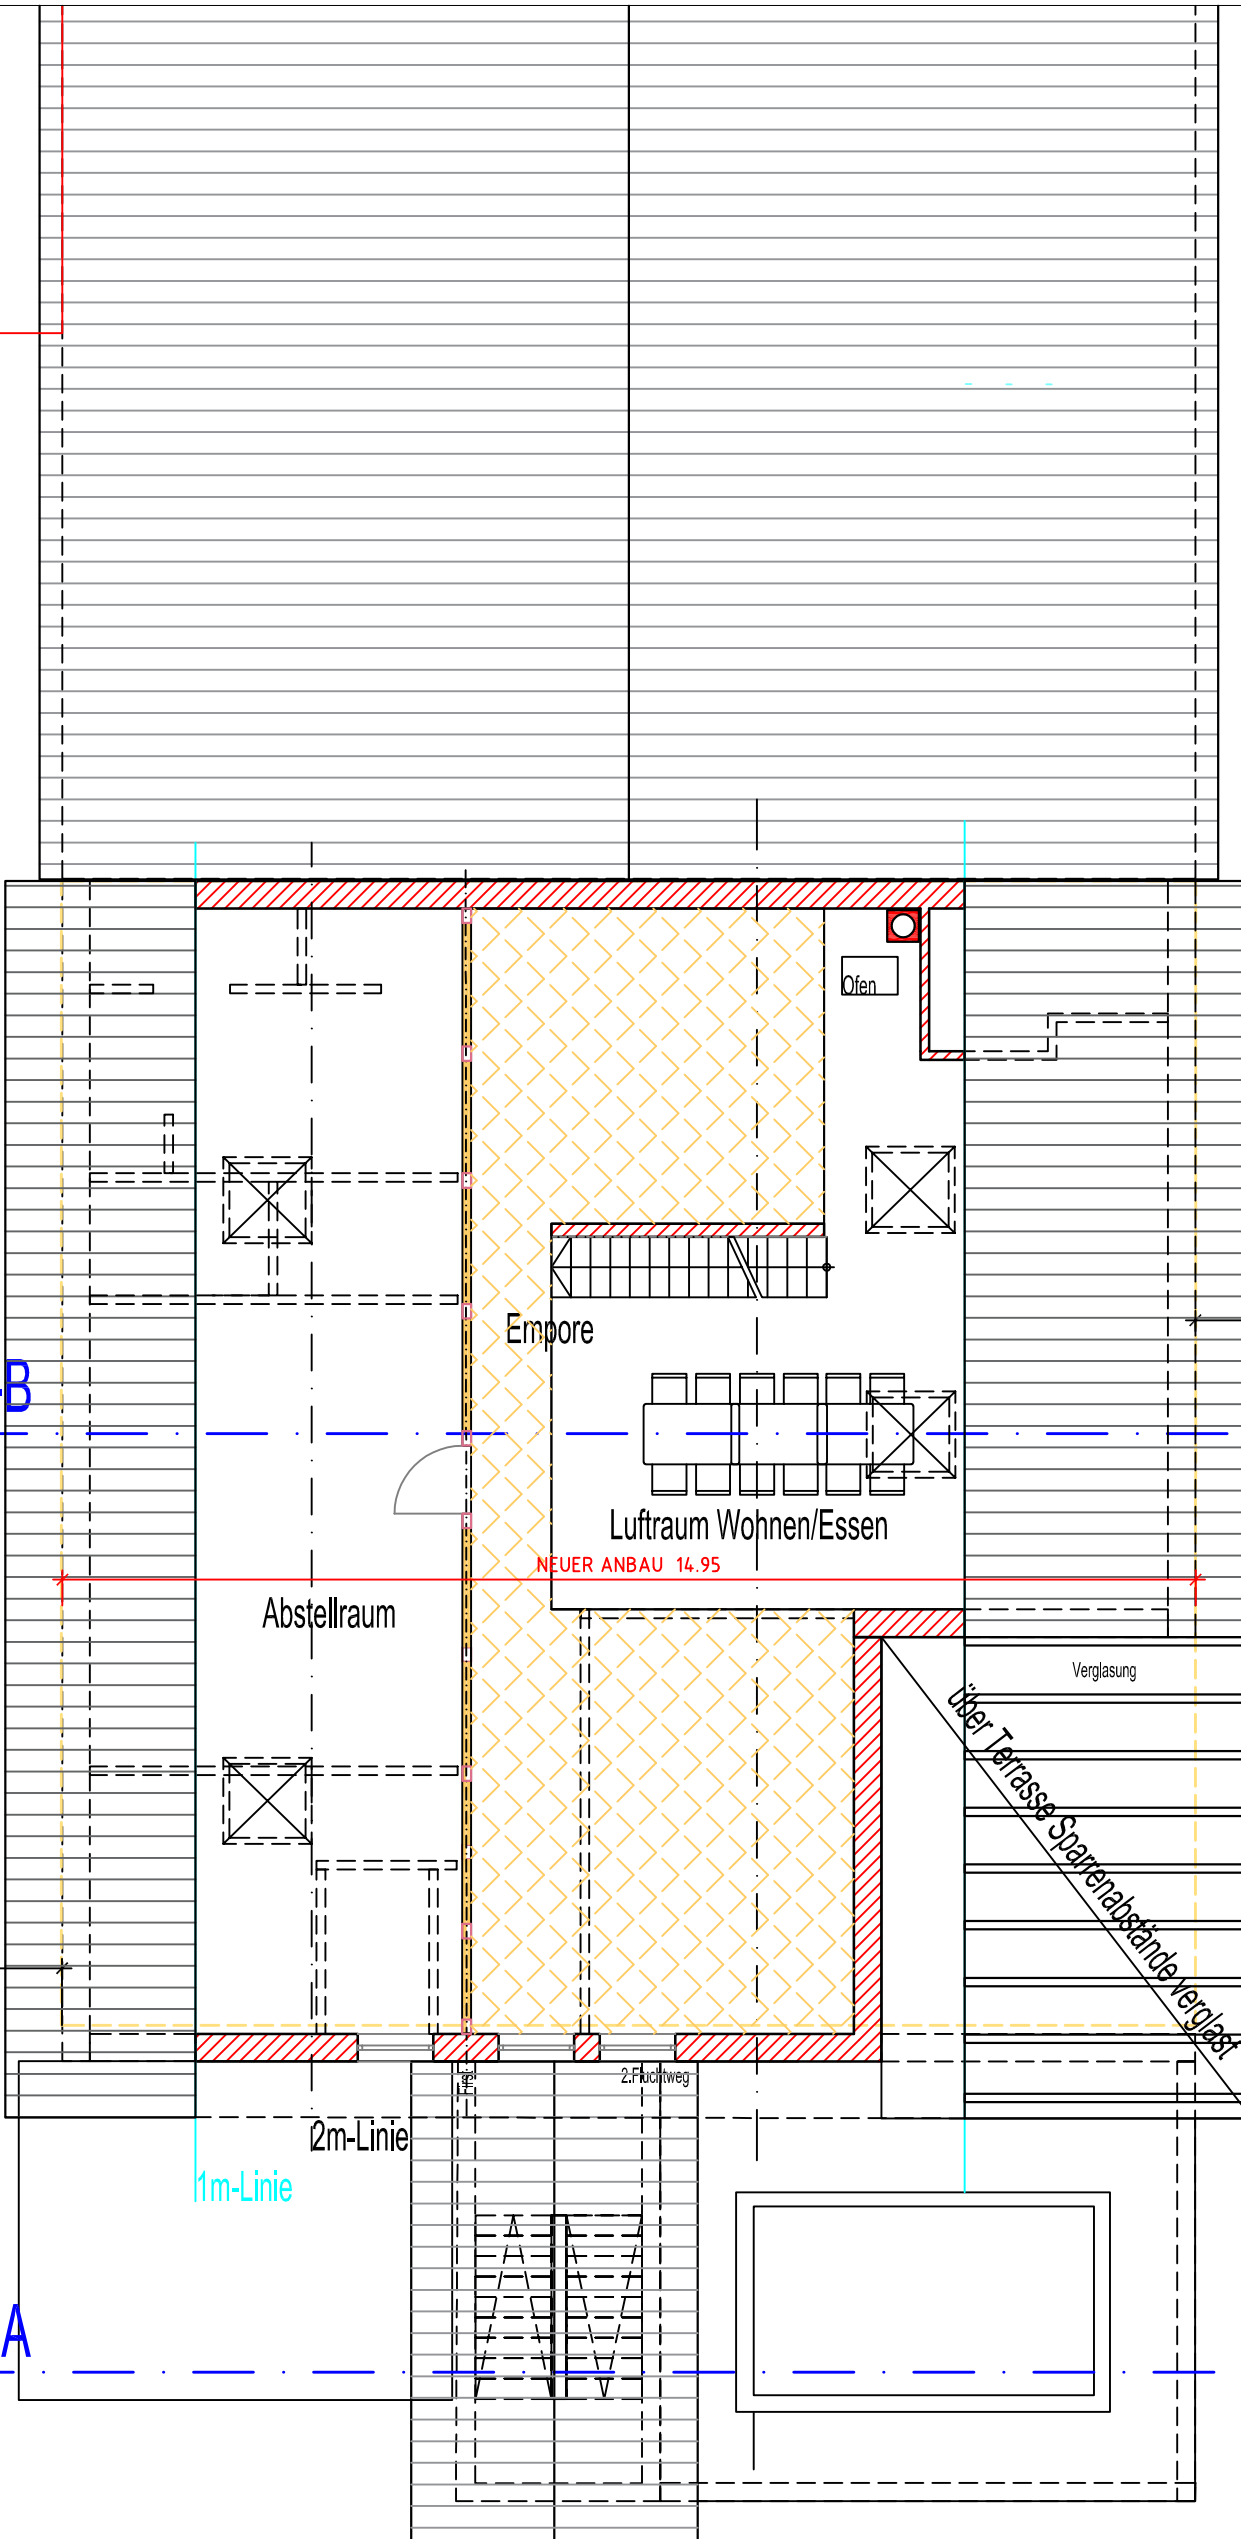 Ofen
Empore
B
Luftraum Wohnen/Essen
NEUER ANBAU 14.95
Abstellraum
Verglasung
über Terrasse Sparrenabstände verglast
2.Fluchtweg
2m-Linie
1m-Linie
A